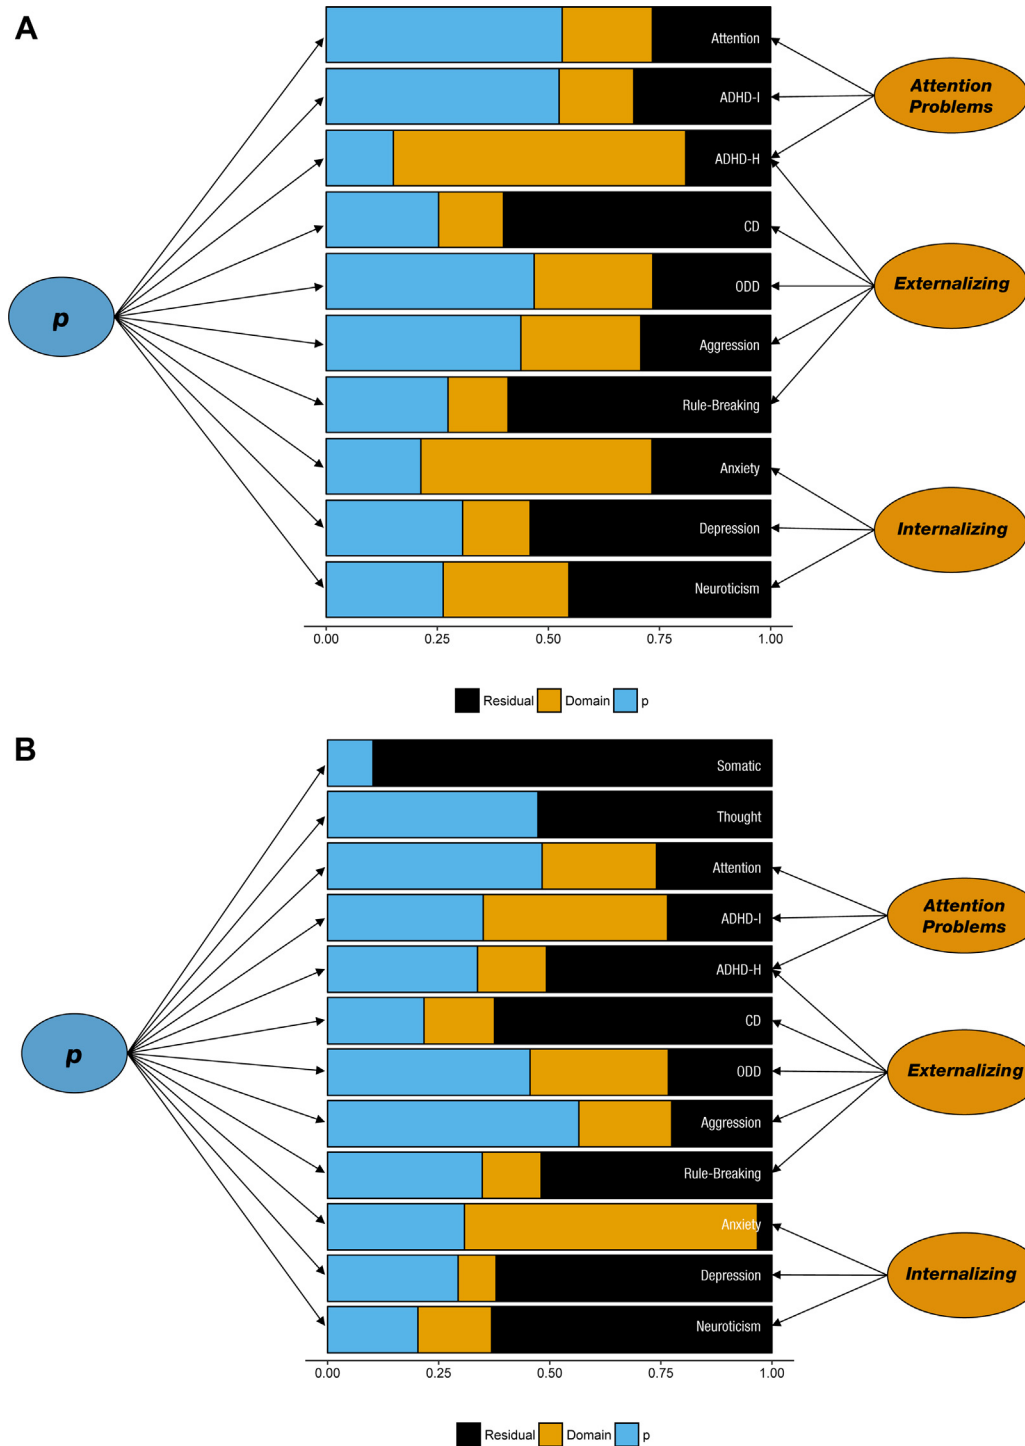 A
Attention
ADHD-I
ADHD-H
CD
ODD
Aggression
Rule-Breaking
Anxiety
Depression
Neuroticism
p
Attention
Problems
Externalizing
Internalizing
0.00 0.25 0.50 0.75 1.00
Residual Domain p
B
Somatic
Thought
Attention
ADHD-I
ADHD-H
CD
ODD
Aggression
Rule-Breaking
Anxiety
Depression
Neuroticism
p
Attention
Problems
Externalizing
Internalizing
0.00 0.25 0.50 0.75 1.00
Residual Domain p